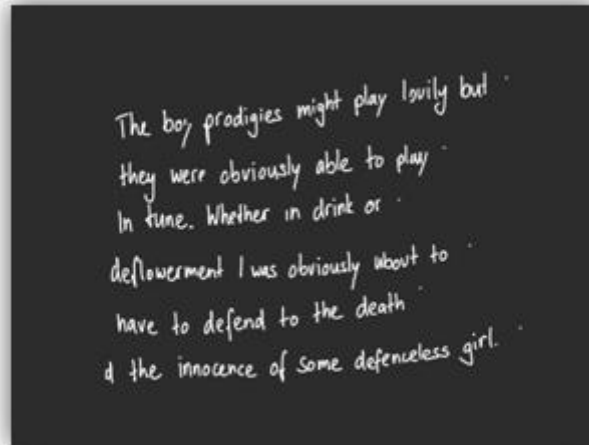 The boy prodigies might play louily but
they were obviously able to play
In tune. Whether in drink or
deflowerment I was obviously about to
have to defend to the death
d the innocence of some defenceless girl.